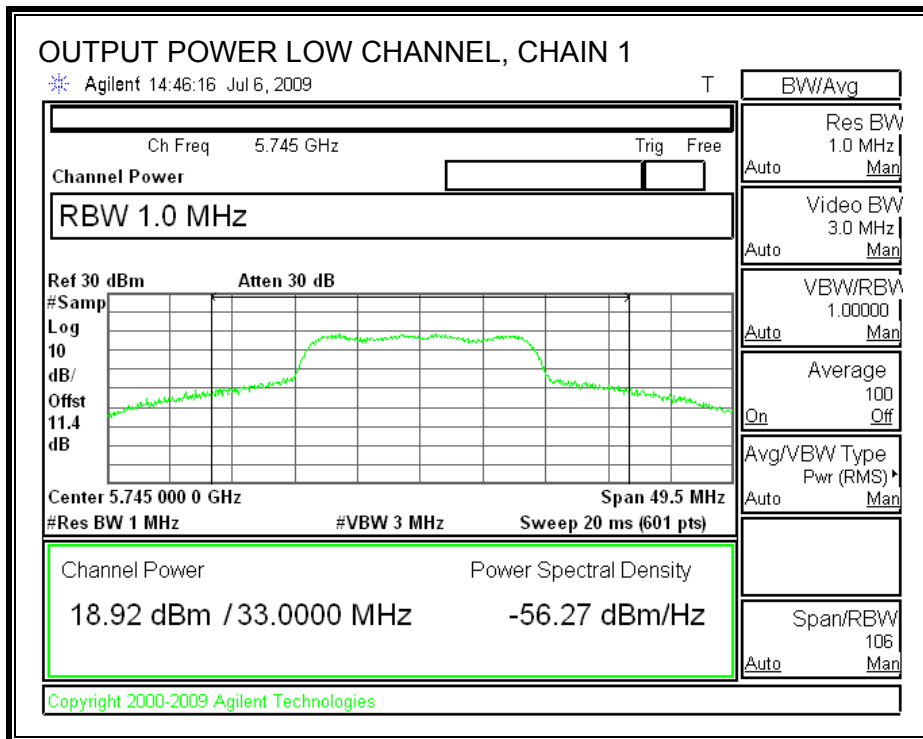 OUTPUT POWER LOW CHANNEL, CHAIN 1
Agilent 14:46:16 Jul 6, 2009 T
Ch Freq 5.745 GHz Trig Free
Channel Power
RBW 1.0 MHz
Ref 30 dBm Atten 30 dB
#Samp
Log
10
dB/
Offst
11.4
dB
Center 5.745 000 0 GHz Span 49.5 MHz
#Res BW 1 MHz #VBW 3 MHz Sweep 20 ms (601 pts)
Channel Power Power Spectral Density
18.92 dBm / 33.0000 MHz -56.27 dBm/Hz
Copyright 2000-2009 Agilent Technologies
BW/Avg
Res BW
1.0 MHz
Auto Man
Video BW
3.0 MHz
Auto Man
VBW/RBW
1.00000
Auto Man
Average
100
On Off
Avg/VBW Type
Pwr (RMS)
Auto Man
Span/RBW
106
Auto Man